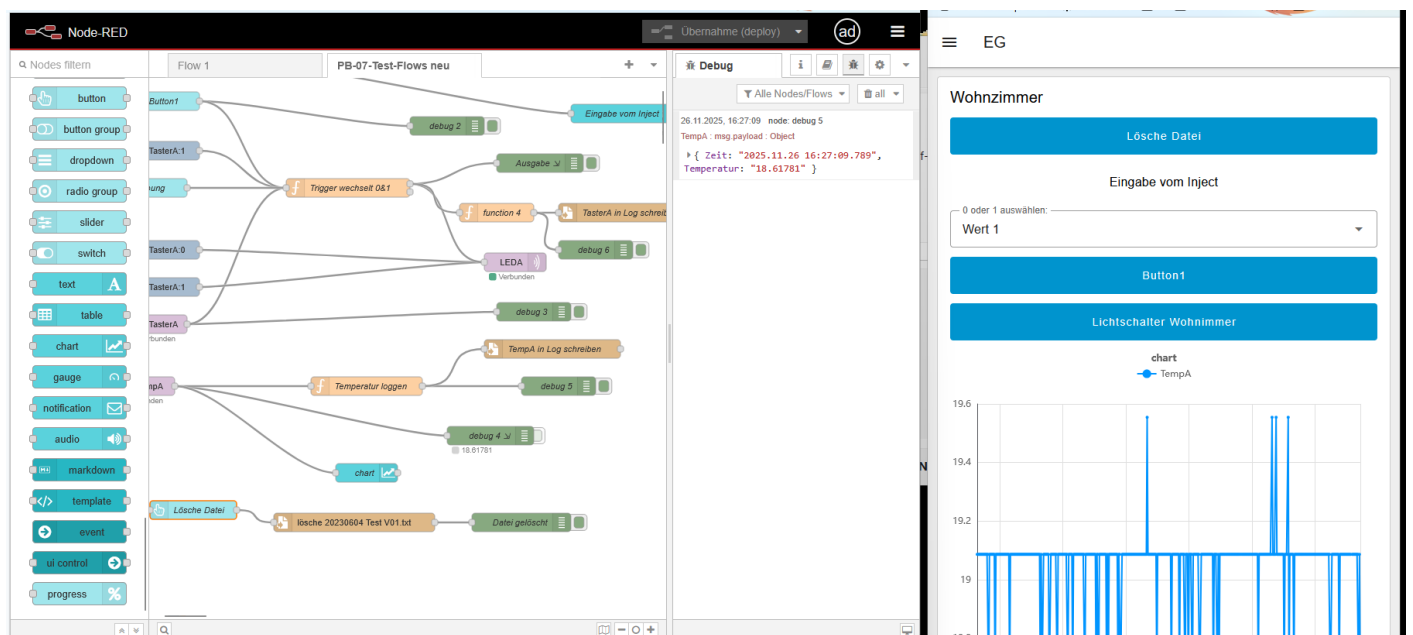 Node-RED
Übernahme (deploy)
ad
Nodes filtern
Flow 1
PB-07-Test-Flows neu
button
button group
dropdown
radio group
slider
switch
text
table
chart
gauge
notification
audio
markdown
template
event
ui control
progress
Button1
Eingabe vom Inject
debug 2
TasterA:1
Ausgabe
ung
Trigger wechselt 0&1
function 4
TasterA in Log schreib
TasterA:0
debug 6
LEDA
Verbunden
TasterA:1
debug 3
TasterA
rbunden
TempA in Log schreiben
mpA
Temperatur loggen
debug 5
nden
debug 4
18.61781
chart
Lösche Datei
lösche 20230604 Test V01.txt
Datei gelöscht
Debug
i
Alle Nodes/Flows
all
26.11.2025, 16:27:09 node: debug 5
TempA : msg.payload : Object
{ Zeit: "2025.11.26 16:27:09.789",
Temperatur: "18.61781" }
EG
Wohnzimmer
Lösche Datei
Eingabe vom Inject
0 oder 1 auswählen:
Wert 1
Button1
Lichtschalter Wohnimmer
chart
TempA
19.6
19.4
19.2
19